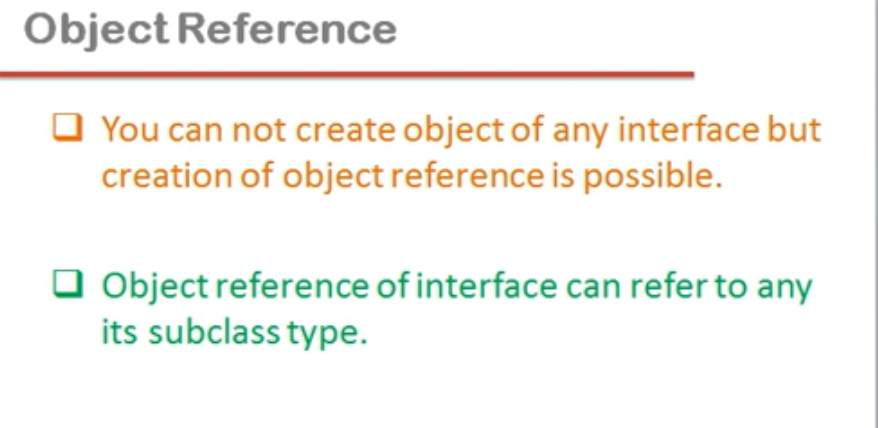 Object Reference
You can not create object of any interface but
creation of object reference is possible.
Object reference of interface can refer to any
its subclass type.